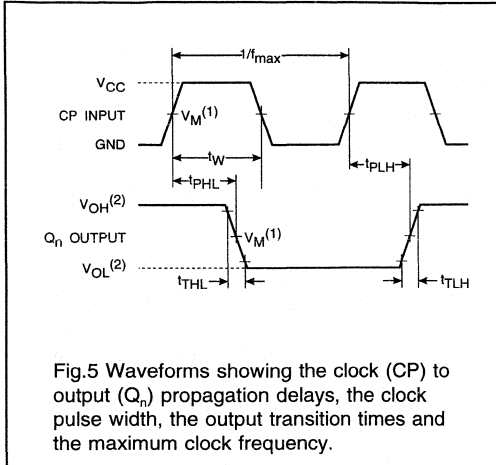 1/fmax
VCC
CP INPUT
VM(1)
GND
tW
tPHL
tPLH
VOH(2)
Qn OUTPUT
VM(1)
VOL(2)
tTHL
tTLH
Fig.5 Waveforms showing the clock (CP) to
output (Qn) propagation delays, the clock
pulse width, the output transition times and
the maximum clock frequency.